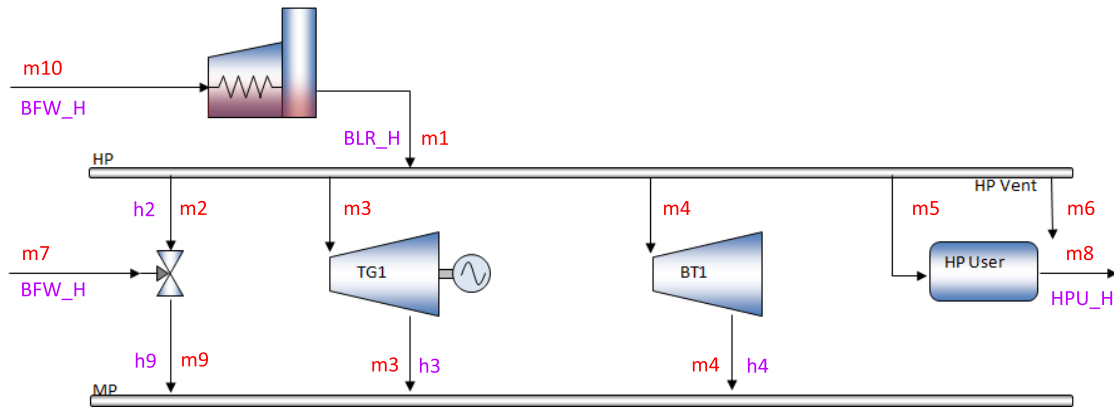 m10
BFW_H
BLR_H
m1
HP
HP Vent
h2
m2
m3
m4
m5
m6
m7
BFW_H
TG1
BT1
HP User
m8
HPU_H
h9
m9
m3
h3
m4
h4
MP